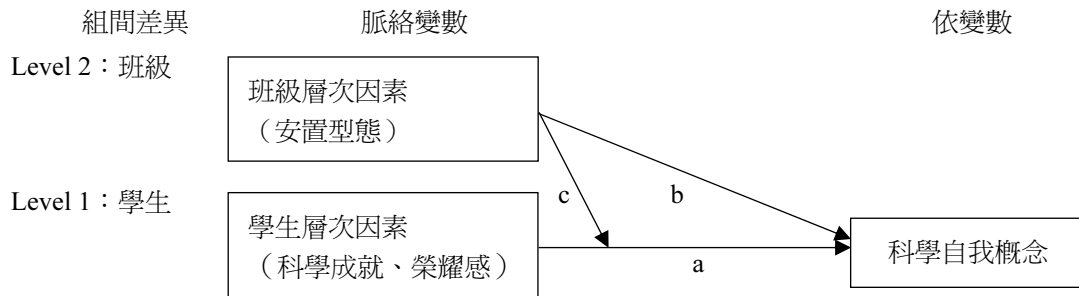 組間差異 脈絡變數 依變數
Level 2：班級
班級層次因素
（安置型態）
Level 1：學生
c b
學生層次因素
（科學成就、榮耀感）
a
科學自我概念